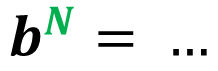 b^N = ...